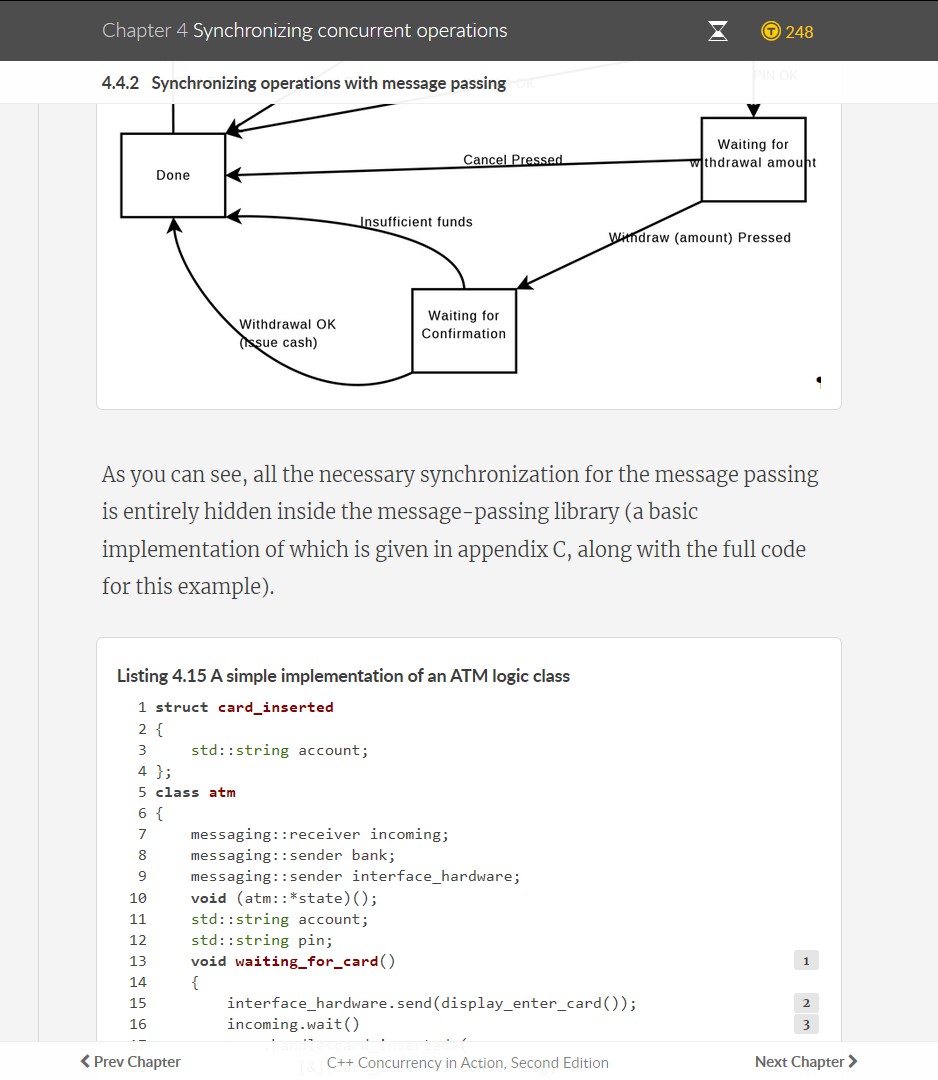 Chapter 4 Synchronizing concurrent operations
248
4.4.2 Synchronizing operations with message passing
PIN OK
Waiting for
withdrawal amount
Done
Cancel Pressed
Insufficient funds
Withdraw (amount) Pressed
Waiting for
Confirmation
Withdrawal OK
(issue cash)
As you can see, all the necessary synchronization for the message passing
is entirely hidden inside the message-passing library (a basic
implementation of which is given in appendix C, along with the full code
for this example).
Listing 4.15 A simple implementation of an ATM logic class
1 struct card_inserted
2 {
3     std::string account;
4 };
5 class atm
6 {
7     messaging::receiver incoming;
8     messaging::sender bank;
9     messaging::sender interface_hardware;
10     void (atm::*state)();
11     std::string account;
12     std::string pin;
13     void waiting_for_card() 1
14     {
15         interface_hardware.send(display_enter_card()); 2
16         incoming.wait() 3
Prev Chapter
C++ Concurrency in Action, Second Edition
Next Chapter